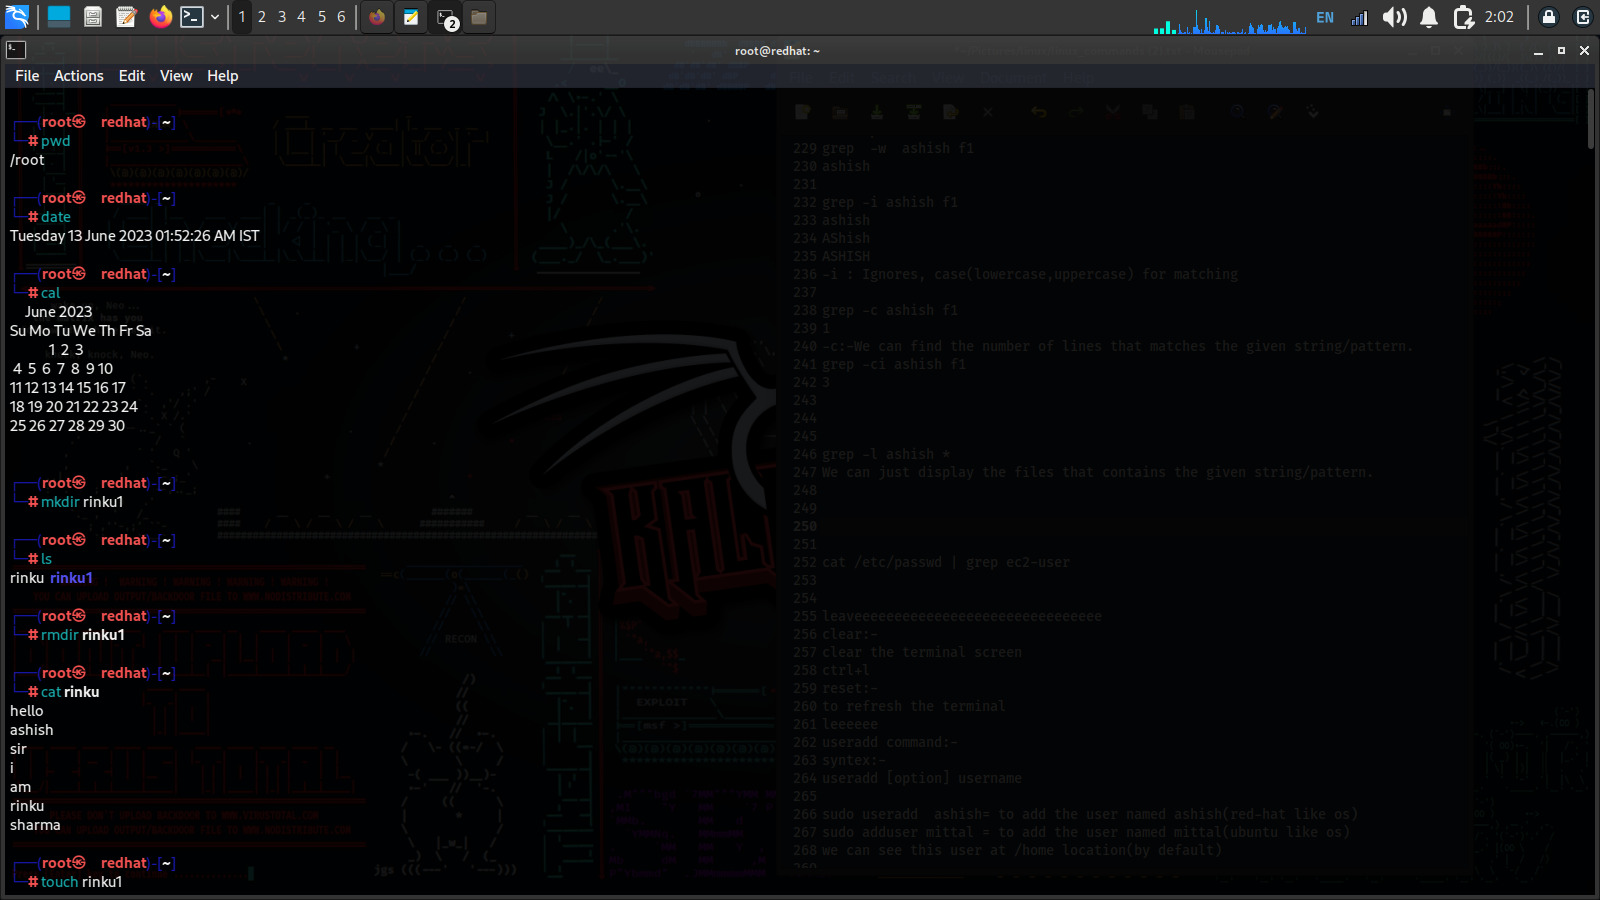 1 2 3 4 5 6
2
EN
2:02
root@redhat: ~
File Actions Edit View Help
(root㉿ redhat)-[~]
# pwd
/root
(root㉿ redhat)-[~]
# date
Tuesday 13 June 2023 01:52:26 AM IST
(root㉿ redhat)-[~]
# cal
June 2023
Su Mo Tu We Th Fr Sa
1 2 3
4 5 6 7 8 9 10
11 12 13 14 15 16 17
18 19 20 21 22 23 24
25 26 27 28 29 30
(root㉿ redhat)-[~]
# mkdir rinku1
(root㉿ redhat)-[~]
# ls
rinku rinku1
(root㉿ redhat)-[~]
# rmdir rinku1
(root㉿ redhat)-[~]
# cat rinku
hello
ashish
sir
i
am
rinku
sharma
(root㉿ redhat)-[~]
# touch rinku1
229 grep -w ashish f1
230 ashish
231
232 grep -i ashish f1
233 ashish
234 AShish
235 ASHISH
236 -i : Ignores, case(lowercase,uppercase) for matching
237
238 grep -c ashish f1
239 1
240 -c:-We can find the number of lines that matches the given string/pattern.
241 grep -ci ashish f1
242 3
243
244
245
246 grep -l ashish *
247 We can just display the files that contains the given string/pattern.
248
249
250
251
252 cat /etc/passwd | grep ec2-user
253
254
255 leaveeeeeeeeeeeeeeeeeeeeeeeeeeeeeee
256 clear:-
257 clear the terminal screen
258 ctrl+l
259 reset:-
260 to refresh the terminal
261 leeeeee
262 useradd command:-
263 syntex:-
264 useradd [option] username
265
266 sudo useradd ashish= to add the user named ashish(red-hat like os)
267 sudo adduser mittal = to add the user named mittal(ubuntu like os)
268 we can see this user at /home location(by default)
RECON
EXPLOIT